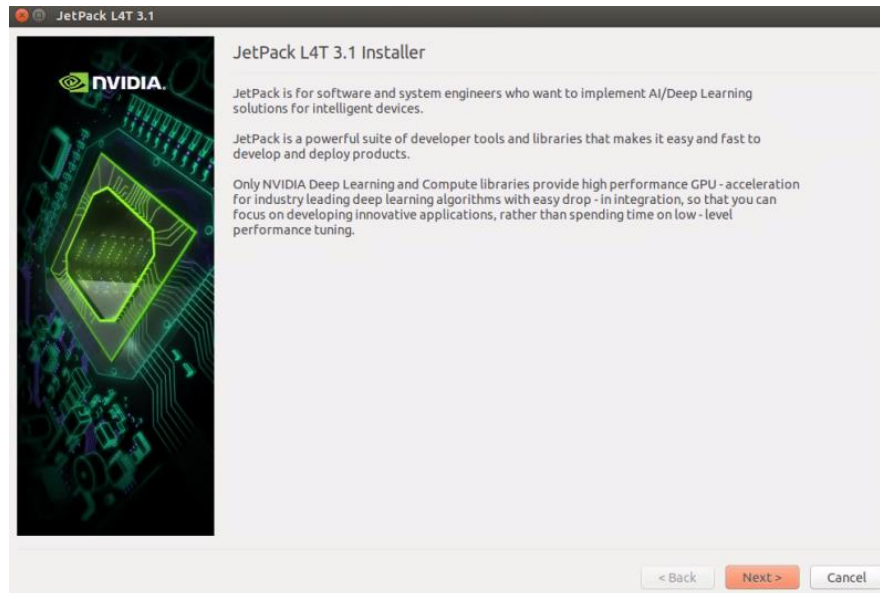 JetPack L4T 3.1
NVIDIA.
JetPack L4T 3.1 Installer
JetPack is for software and system engineers who want to implement AI/Deep Learning
solutions for intelligent devices.
JetPack is a powerful suite of developer tools and libraries that makes it easy and fast to
develop and deploy products.
Only NVIDIA Deep Learning and Compute libraries provide high performance GPU - acceleration
for industry leading deep learning algorithms with easy drop - in integration, so that you can
focus on developing innovative applications, rather than spending time on low - level
performance tuning.
< Back
Next >
Cancel